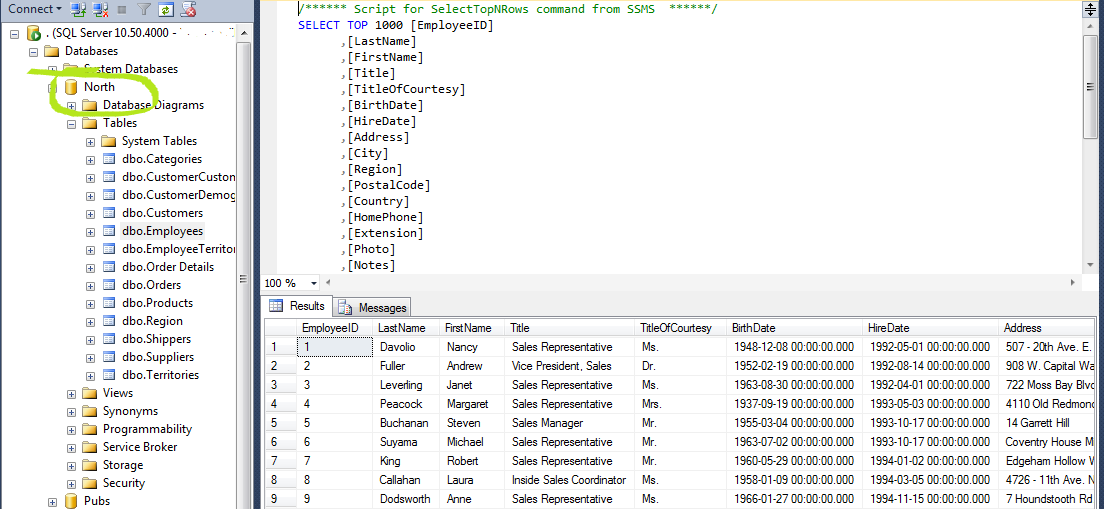 Connect
. (SQL Server 10.50.4000 -
Databases
System Databases
North
Database Diagrams
Tables
System Tables
dbo.Categories
dbo.CustomerCuston
dbo.CustomerDemog
dbo.Customers
dbo.Employees
dbo.EmployeeTerritor
dbo.Order Details
dbo.Orders
dbo.Products
dbo.Region
dbo.Shippers
dbo.Suppliers
dbo.Territories
Views
Synonyms
Programmability
Service Broker
Storage
Security
Pubs
/****** Script for SelectTopNRows command from SSMS  ******/
SELECT TOP 1000 [EmployeeID]
,[LastName]
,[FirstName]
,[Title]
,[TitleOfCourtesy]
,[BirthDate]
,[HireDate]
,[Address]
,[City]
,[Region]
,[PostalCode]
,[Country]
,[HomePhone]
,[Extension]
,[Photo]
,[Notes]
100 %
Results Messages
EmployeeID LastName FirstName Title TitleOfCourtesy BirthDate HireDate Address
1 1 Davolio Nancy Sales Representative Ms. 1948-12-08 00:00:00.000 1992-05-01 00:00:00.000 507 - 20th Ave. E.
2 2 Fuller Andrew Vice President, Sales Dr. 1952-02-19 00:00:00.000 1992-08-14 00:00:00.000 908 W. Capital Wa
3 3 Leverling Janet Sales Representative Ms. 1963-08-30 00:00:00.000 1992-04-01 00:00:00.000 722 Moss Bay Blvd
4 4 Peacock Margaret Sales Representative Mrs. 1937-09-19 00:00:00.000 1993-05-03 00:00:00.000 4110 Old Redmond
5 5 Buchanan Steven Sales Manager Mr. 1955-03-04 00:00:00.000 1993-10-17 00:00:00.000 14 Garrett Hill
6 6 Suyama Michael Sales Representative Mr. 1963-07-02 00:00:00.000 1993-10-17 00:00:00.000 Coventry House M
7 7 King Robert Sales Representative Mr. 1960-05-29 00:00:00.000 1994-01-02 00:00:00.000 Edgeham Hollow W
8 8 Callahan Laura Inside Sales Coordinator Ms. 1958-01-09 00:00:00.000 1994-03-05 00:00:00.000 4726 - 11th Ave. N
9 9 Dodsworth Anne Sales Representative Ms. 1966-01-27 00:00:00.000 1994-11-15 00:00:00.000 7 Houndstooth Rd